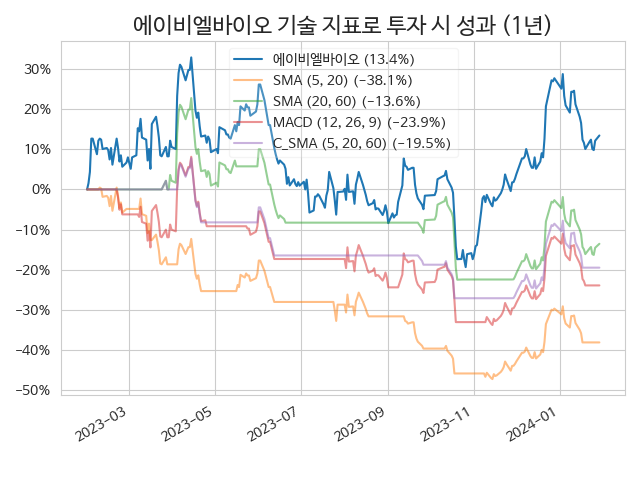 에이비엘바이오 기술 지표로 투자 시 성과 (1년)
에이비엘바이오 (13.4%)
SMA (5, 20) (−38.1%)
SMA (20, 60) (−13.6%)
MACD (12, 26, 9) (−23.9%)
C_SMA (5, 20, 60) (−19.5%)
30%
20%
10%
0%
−10%
−20%
−30%
−40%
−50%
2023−03
2023−05
2023−07
2023−09
2023−11
2024−01